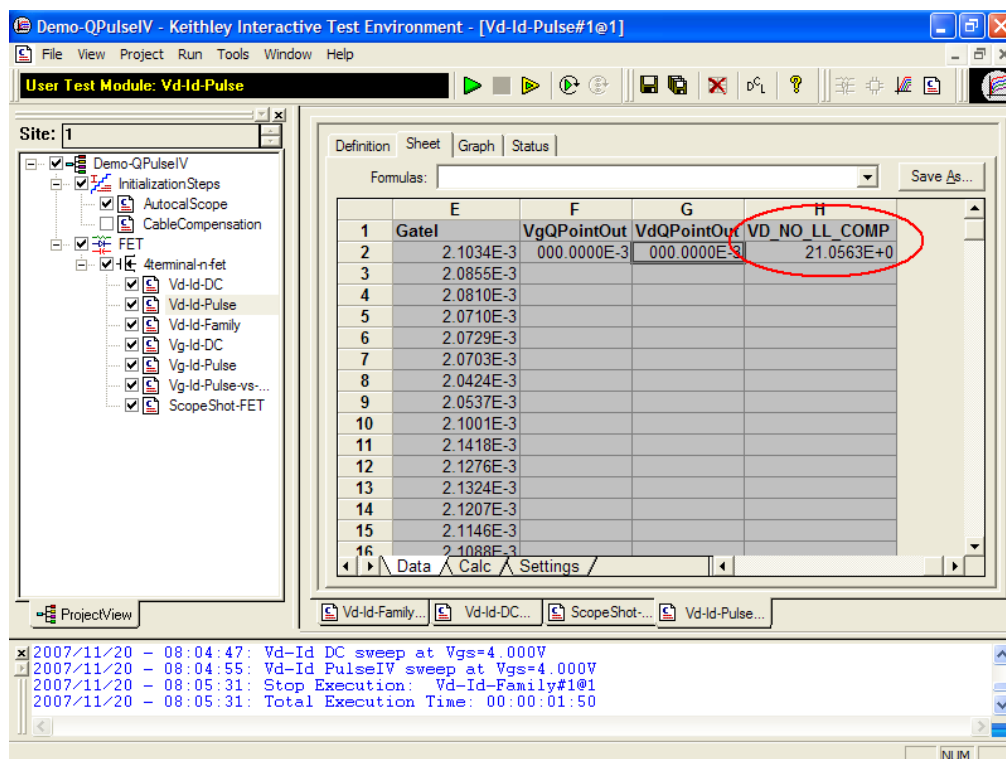 Demo-QPulseIV - Keithley Interactive Test Environment - [Vd-Id-Pulse#1@1]
File View Project Run Tools Window Help
User Test Module: Vd-Id-Pulse
Site: 1
Demo-QPulseIV
InitializationSteps
AutocalScope
CableCompensation
FET
4terminal-n-fet
Vd-Id-DC
Vd-Id-Pulse
Vd-Id-Family
Vg-Id-DC
Vg-Id-Pulse
Vg-Id-Pulse-vs-...
ScopeShot-FET
ProjectView
Definition Sheet Graph Status
Formulas: Save As...
E F G H
1 GateI VgQPointOut VdQPointOut VD_NO_LL_COMP
2 2.1034E-3 000.0000E-3 000.0000E-3 21.0563E+0
3 2.0855E-3
4 2.0810E-3
5 2.0710E-3
6 2.0729E-3
7 2.0703E-3
8 2.0424E-3
9 2.0537E-3
10 2.1001E-3
11 2.1418E-3
12 2.1276E-3
13 2.1324E-3
14 2.1207E-3
15 2.1146E-3
16 2.1088E-3
Data Calc Settings
Vd-Id-Family... Vd-Id-DC... ScopeShot-... Vd-Id-Pulse...
2007/11/20 - 08:04:47: Vd-Id DC sweep at Vgs=4.000V
2007/11/20 - 08:04:55: Vd-Id PulseIV sweep at Vgs=4.000V
2007/11/20 - 08:05:31: Stop Execution: Vd-Id-Family#1@1
2007/11/20 - 08:05:31: Total Execution Time: 00:00:01:50
NUM